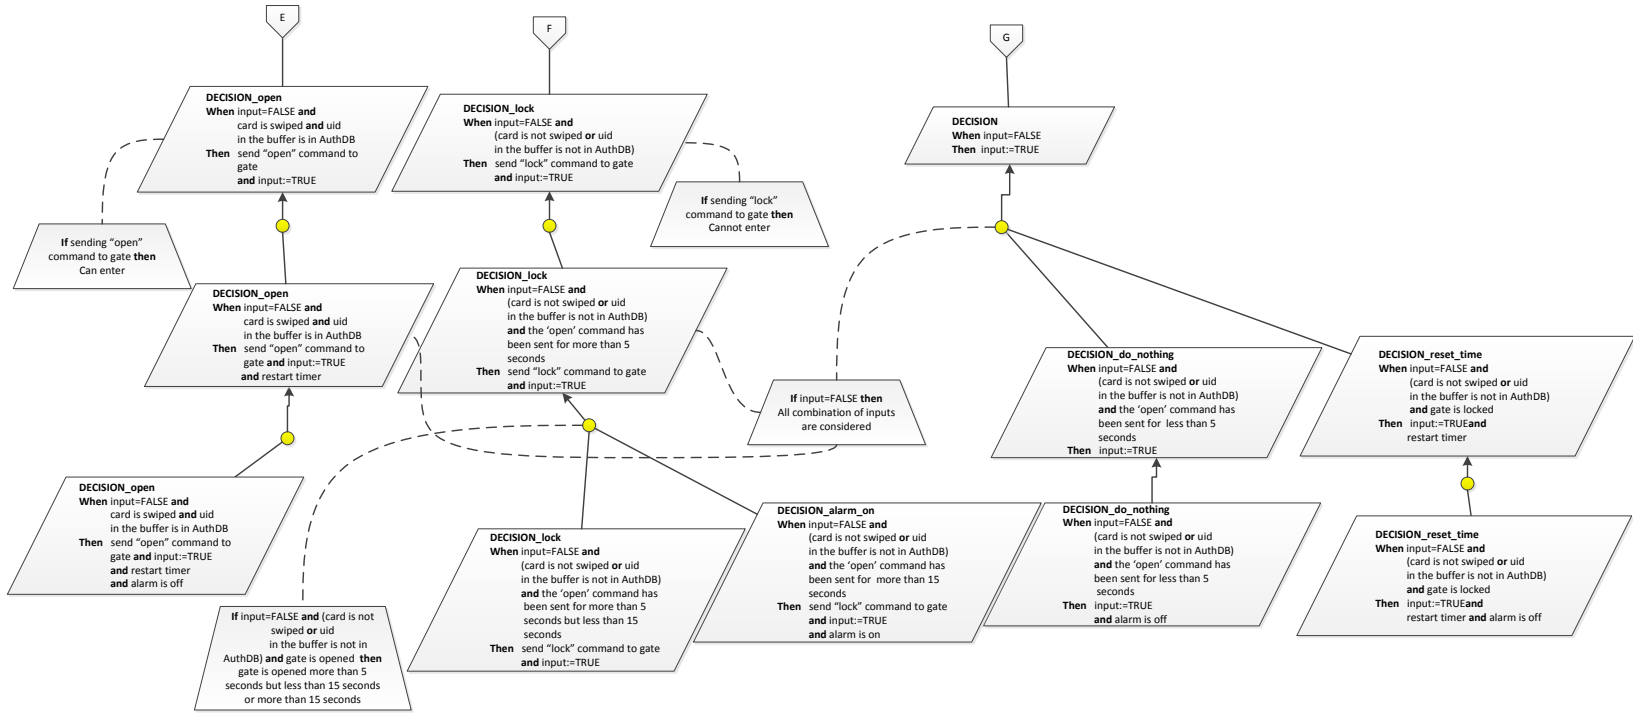 E
F
G
DECISION_open
When input=FALSE and
card is swiped and uid
in the buffer is in AuthDB
Then send “open” command to
gate
and input:=TRUE
DECISION_lock
When input=FALSE and
(card is not swiped or uid
in the buffer is not in AuthDB)
Then send “lock” command to gate
and input:=TRUE
DECISION
When input=FALSE
Then input:=TRUE
If sending “open”
command to gate then
Can enter
If sending “lock”
command to gate then
Cannot enter
DECISION_open
When input=FALSE and
card is swiped and uid
in the buffer is in AuthDB
Then send “open” command to
gate and input:=TRUE
and restart timer
DECISION_lock
When input=FALSE and
(card is not swiped or uid
in the buffer is not in AuthDB)
and the ‘open’ command has
been sent for more than 5
seconds
Then send “lock” command to gate
and input:=TRUE
If input=FALSE then
All combination of inputs
are considered
DECISION_do_nothing
When input=FALSE and
(card is not swiped or uid
in the buffer is not in AuthDB)
and the ‘open’ command has
been sent for less than 5
seconds
Then input:=TRUE
DECISION_reset_time
When input=FALSE and
(card is not swiped or uid
in the buffer is not in AuthDB)
and gate is locked
Then input:=TRUEand
restart timer
DECISION_open
When input=FALSE and
card is swiped and uid
in the buffer is in AuthDB
Then send “open” command to
gate and input:=TRUE
and restart timer
and alarm is off
If input=FALSE and (card is not
swiped or uid
in the buffer is not in
AuthDB) and gate is opened then
gate is opened more than 5
seconds but less than 15 seconds
or more than 15 seconds
DECISION_lock
When input=FALSE and
(card is not swiped or uid
in the buffer is not in AuthDB)
and the ‘open’ command has
been sent for more than 5
seconds but less than 15
seconds
Then send “lock” command to gate
and input:=TRUE
DECISION_alarm_on
When input=FALSE and
(card is not swiped or uid
in the buffer is not in AuthDB)
and the ‘open’ command has
been sent for more than 15
seconds
Then send “lock” command to gate
and input:=TRUE
and alarm is on
DECISION_do_nothing
When input=FALSE and
(card is not swiped or uid
in the buffer is not in AuthDB)
and the ‘open’ command has
been sent for less than 5
seconds
Then input:=TRUE
and alarm is off
DECISION_reset_time
When input=FALSE and
(card is not swiped or uid
in the buffer is not in AuthDB)
and gate is locked
Then input:=TRUEand
restart timer and alarm is off